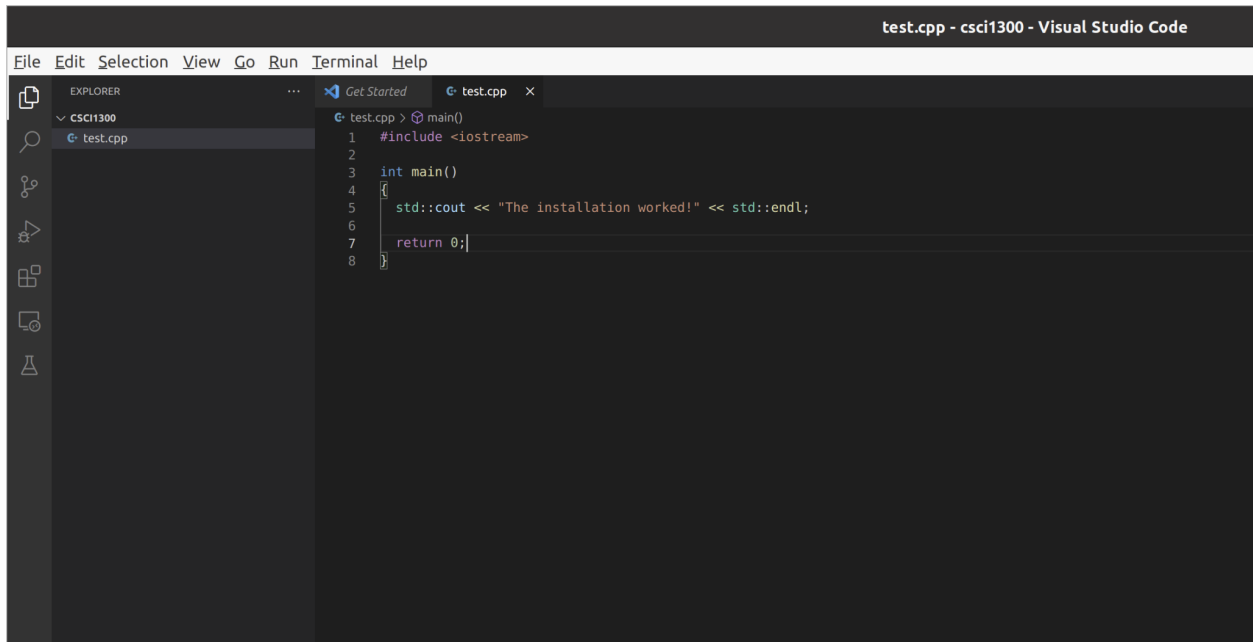 test.cpp - csci1300 - Visual Studio Code
File Edit Selection View Go Run Terminal Help
EXPLORER ...
CSCI1300
test.cpp
Get Started test.cpp
test.cpp > main()
1 #include <iostream>
2
3 int main()
4 {
5 std::cout << "The installation worked!" << std::endl;
6
7 return 0;
8 }